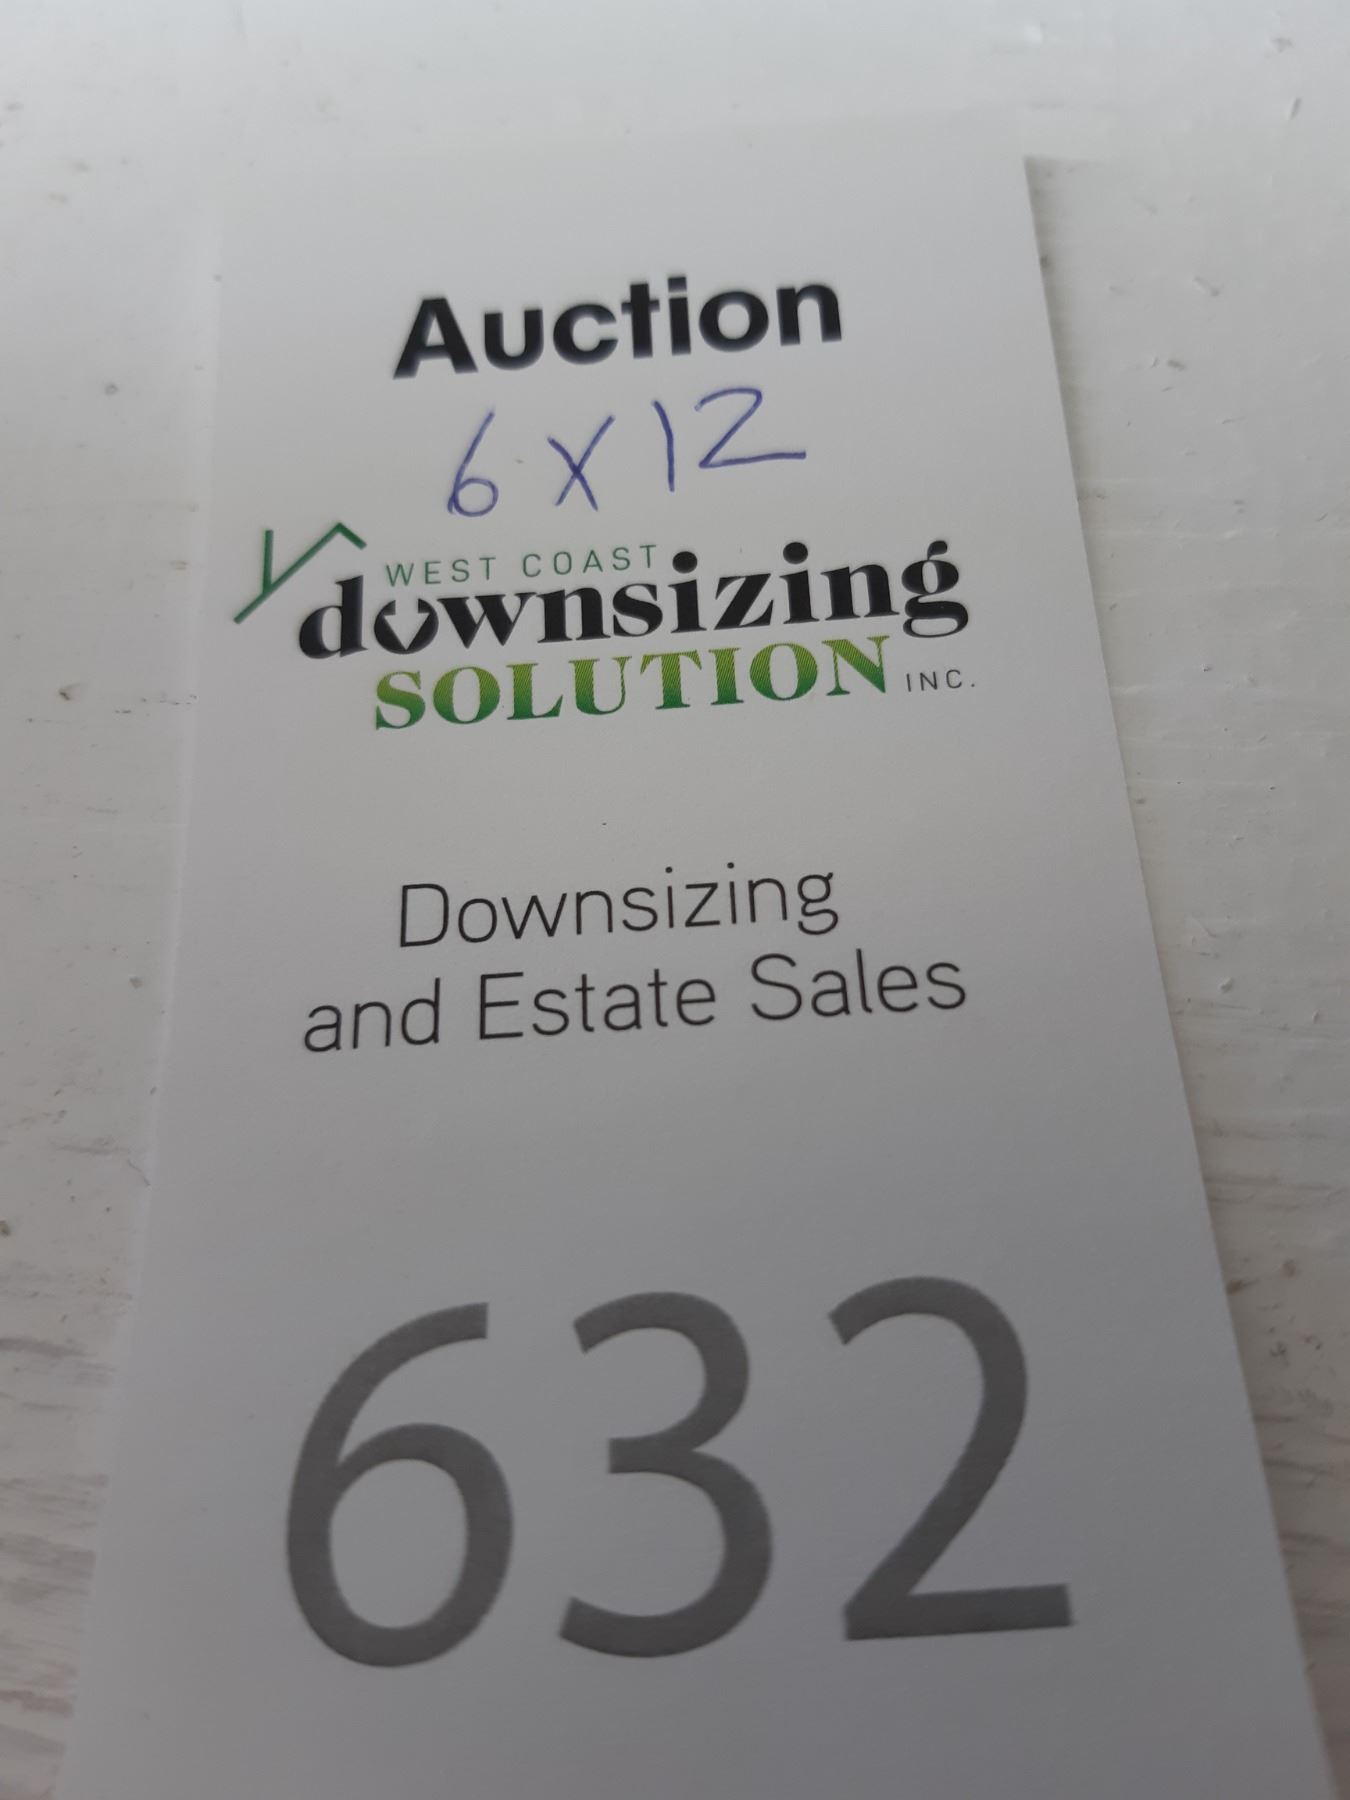 Auction
6 X 12
WEST COAST
downsizing
SOLUTION INC.
Downsizing
and Estate Sales
632